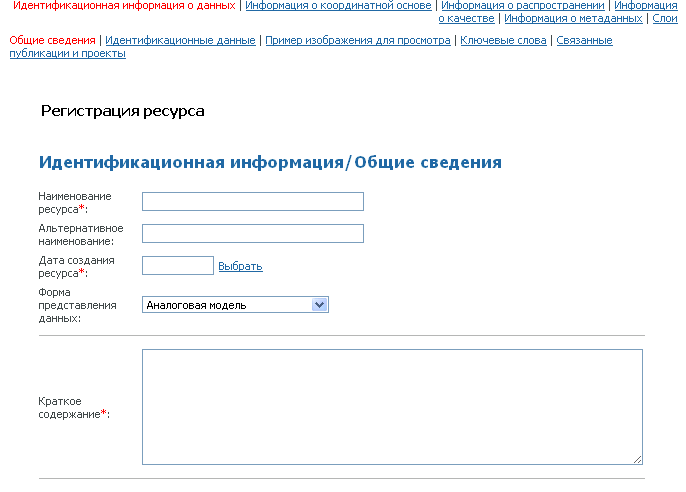 Идентификационная информация о данных | Информация о координатной основе | Информация о распространении | Информация
о качестве | Информация о метаданных | Слои
Общие сведения | Идентификационные данные | Пример изображения для просмотра | Ключевые слова | Связанные
публикации и проекты
Регистрация ресурса
Идентификационная информация/Общие сведения
Наименование
ресурса*:
Альтернативное
наименование:
Дата создания
ресурса*:
Выбрать
Форма
представления
данных:
Аналоговая модель
Краткое
содержание*: